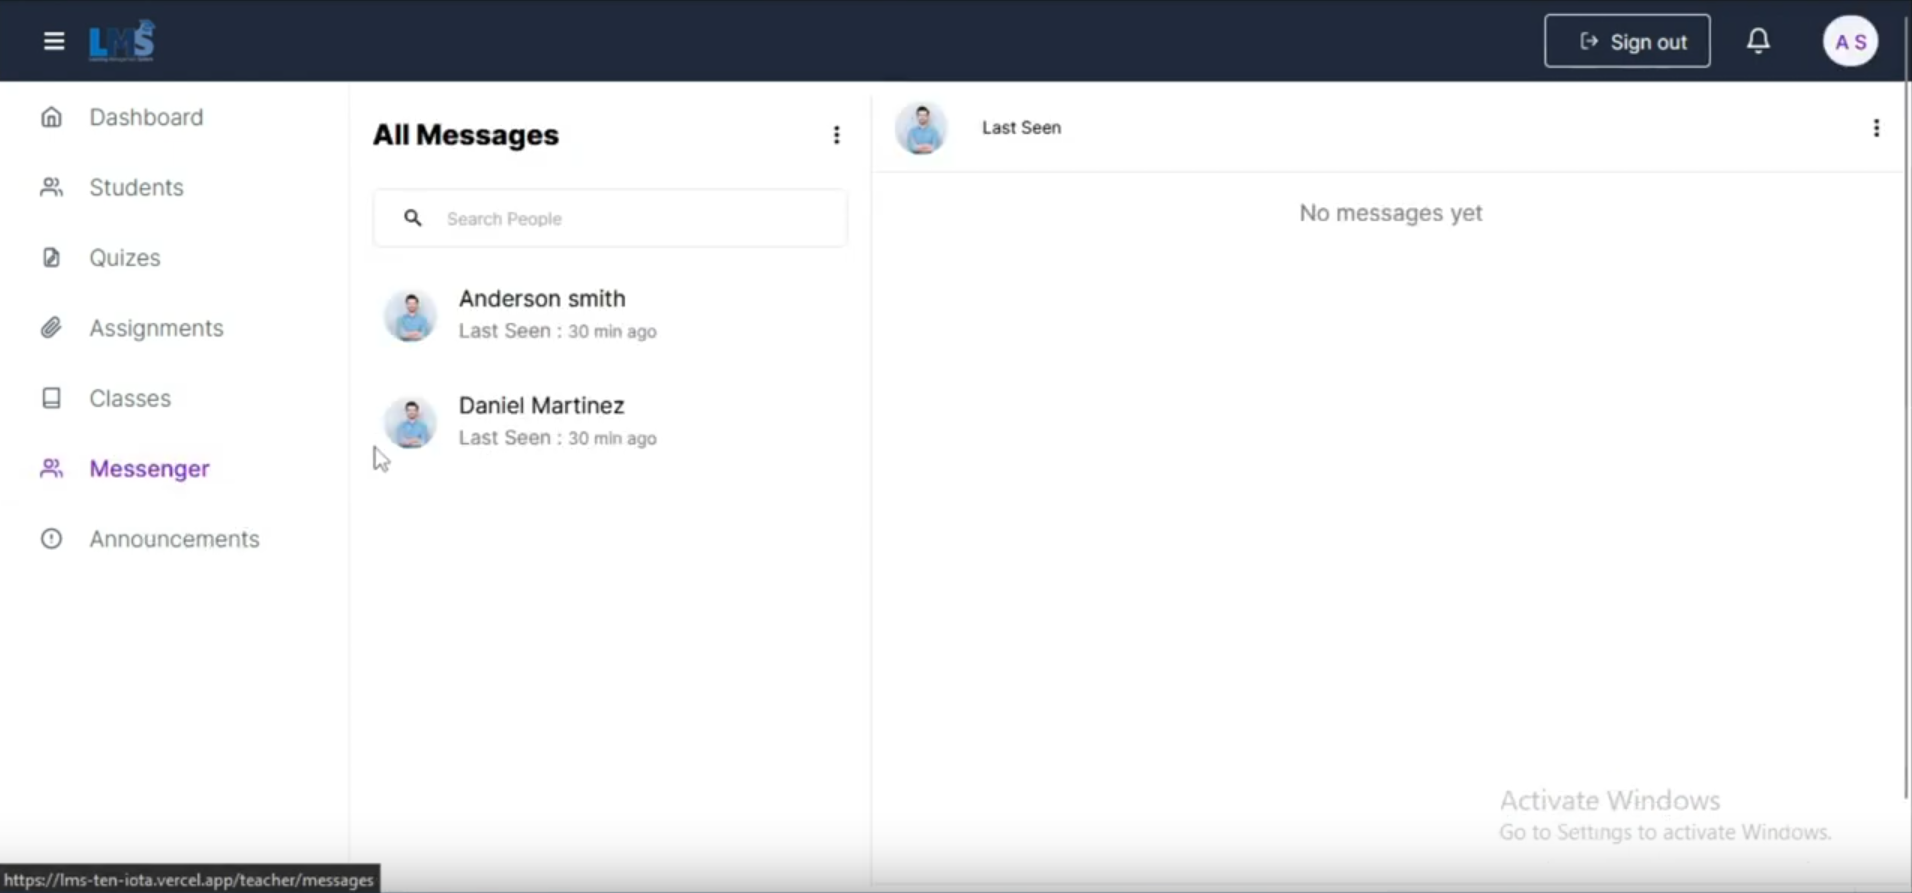 LMS
Sign out
A S
Dashboard
Students
Quizes
Assignments
Classes
Messenger
Announcements
All Messages
Search People
Anderson smith
Last Seen : 30 min ago
Daniel Martinez
Last Seen : 30 min ago
Last Seen
No messages yet
Activate Windows
Go to Settings to activate Windows.
https://lms-ten-iota.vercel.app/teacher/messages